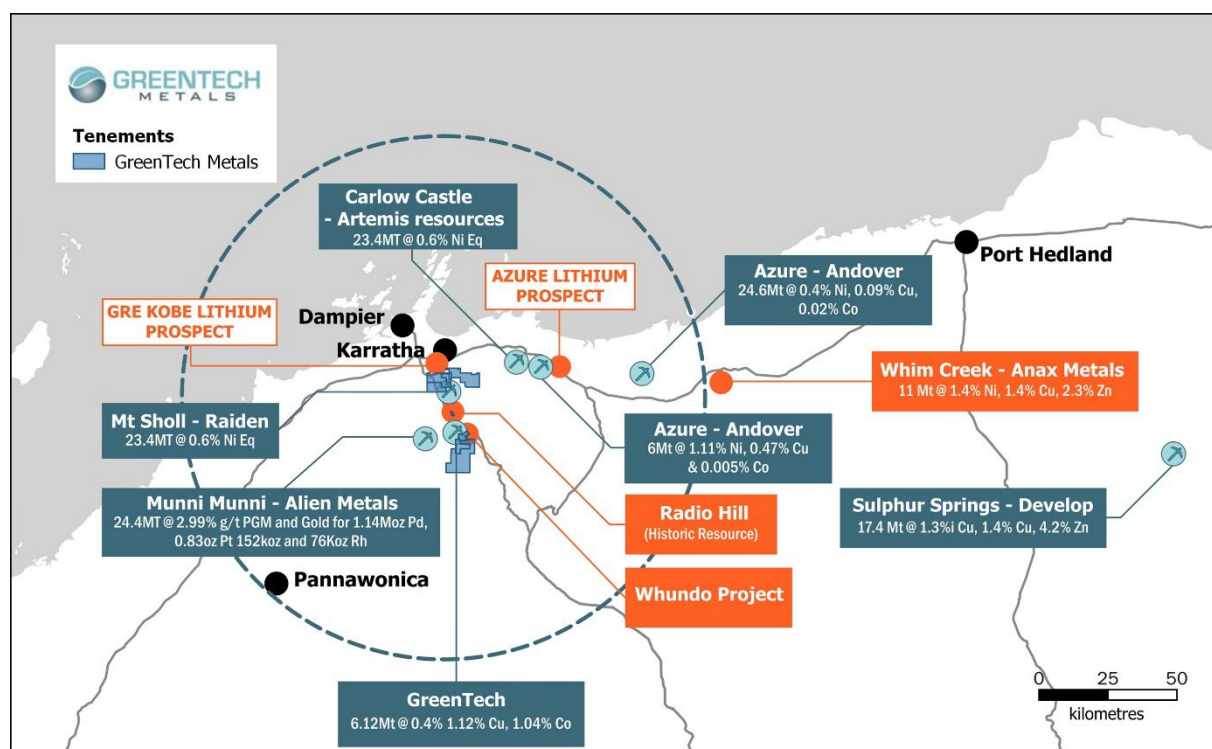 GREENTECH
METALS
Tenements
GreenTech Metals
Carlow Castle
- Artemis resources
23.4MT @ 0.6% Ni Eq
AZURE LITHIUM
PROSPECT
Azure - Andover
24.6Mt @ 0.4% Ni, 0.09% Cu,
0.02% Co
Port Hedland
GRE KOBE LITHIUM
PROSPECT
Dampier
Karratha
Whim Creek - Anax Metals
11 Mt @ 1.4% Ni, 1.4% Cu, 2.3% Zn
Mt Sholl - Raiden
23.4MT @ 0.6% Ni Eq
Azure - Andover
6Mt @ 1.11% Ni, 0.47% Cu
& 0.005% Co
Munni Munni - Alien Metals
24.4MT @ 2.99% g/t PGM and Gold for 1.14Moz Pd,
0.83oz Pt 152koz and 76Koz Rh
Radio Hill
(Historic Resource)
Sulphur Springs - Develop
17.4 Mt @ 1.3%i Cu, 1.4% Cu, 4.2% Zn
Pannawonica
Whundo Project
GreenTech
6.12Mt @ 0.4% 1.12% Cu, 1.04% Co
0 25 50
kilometres